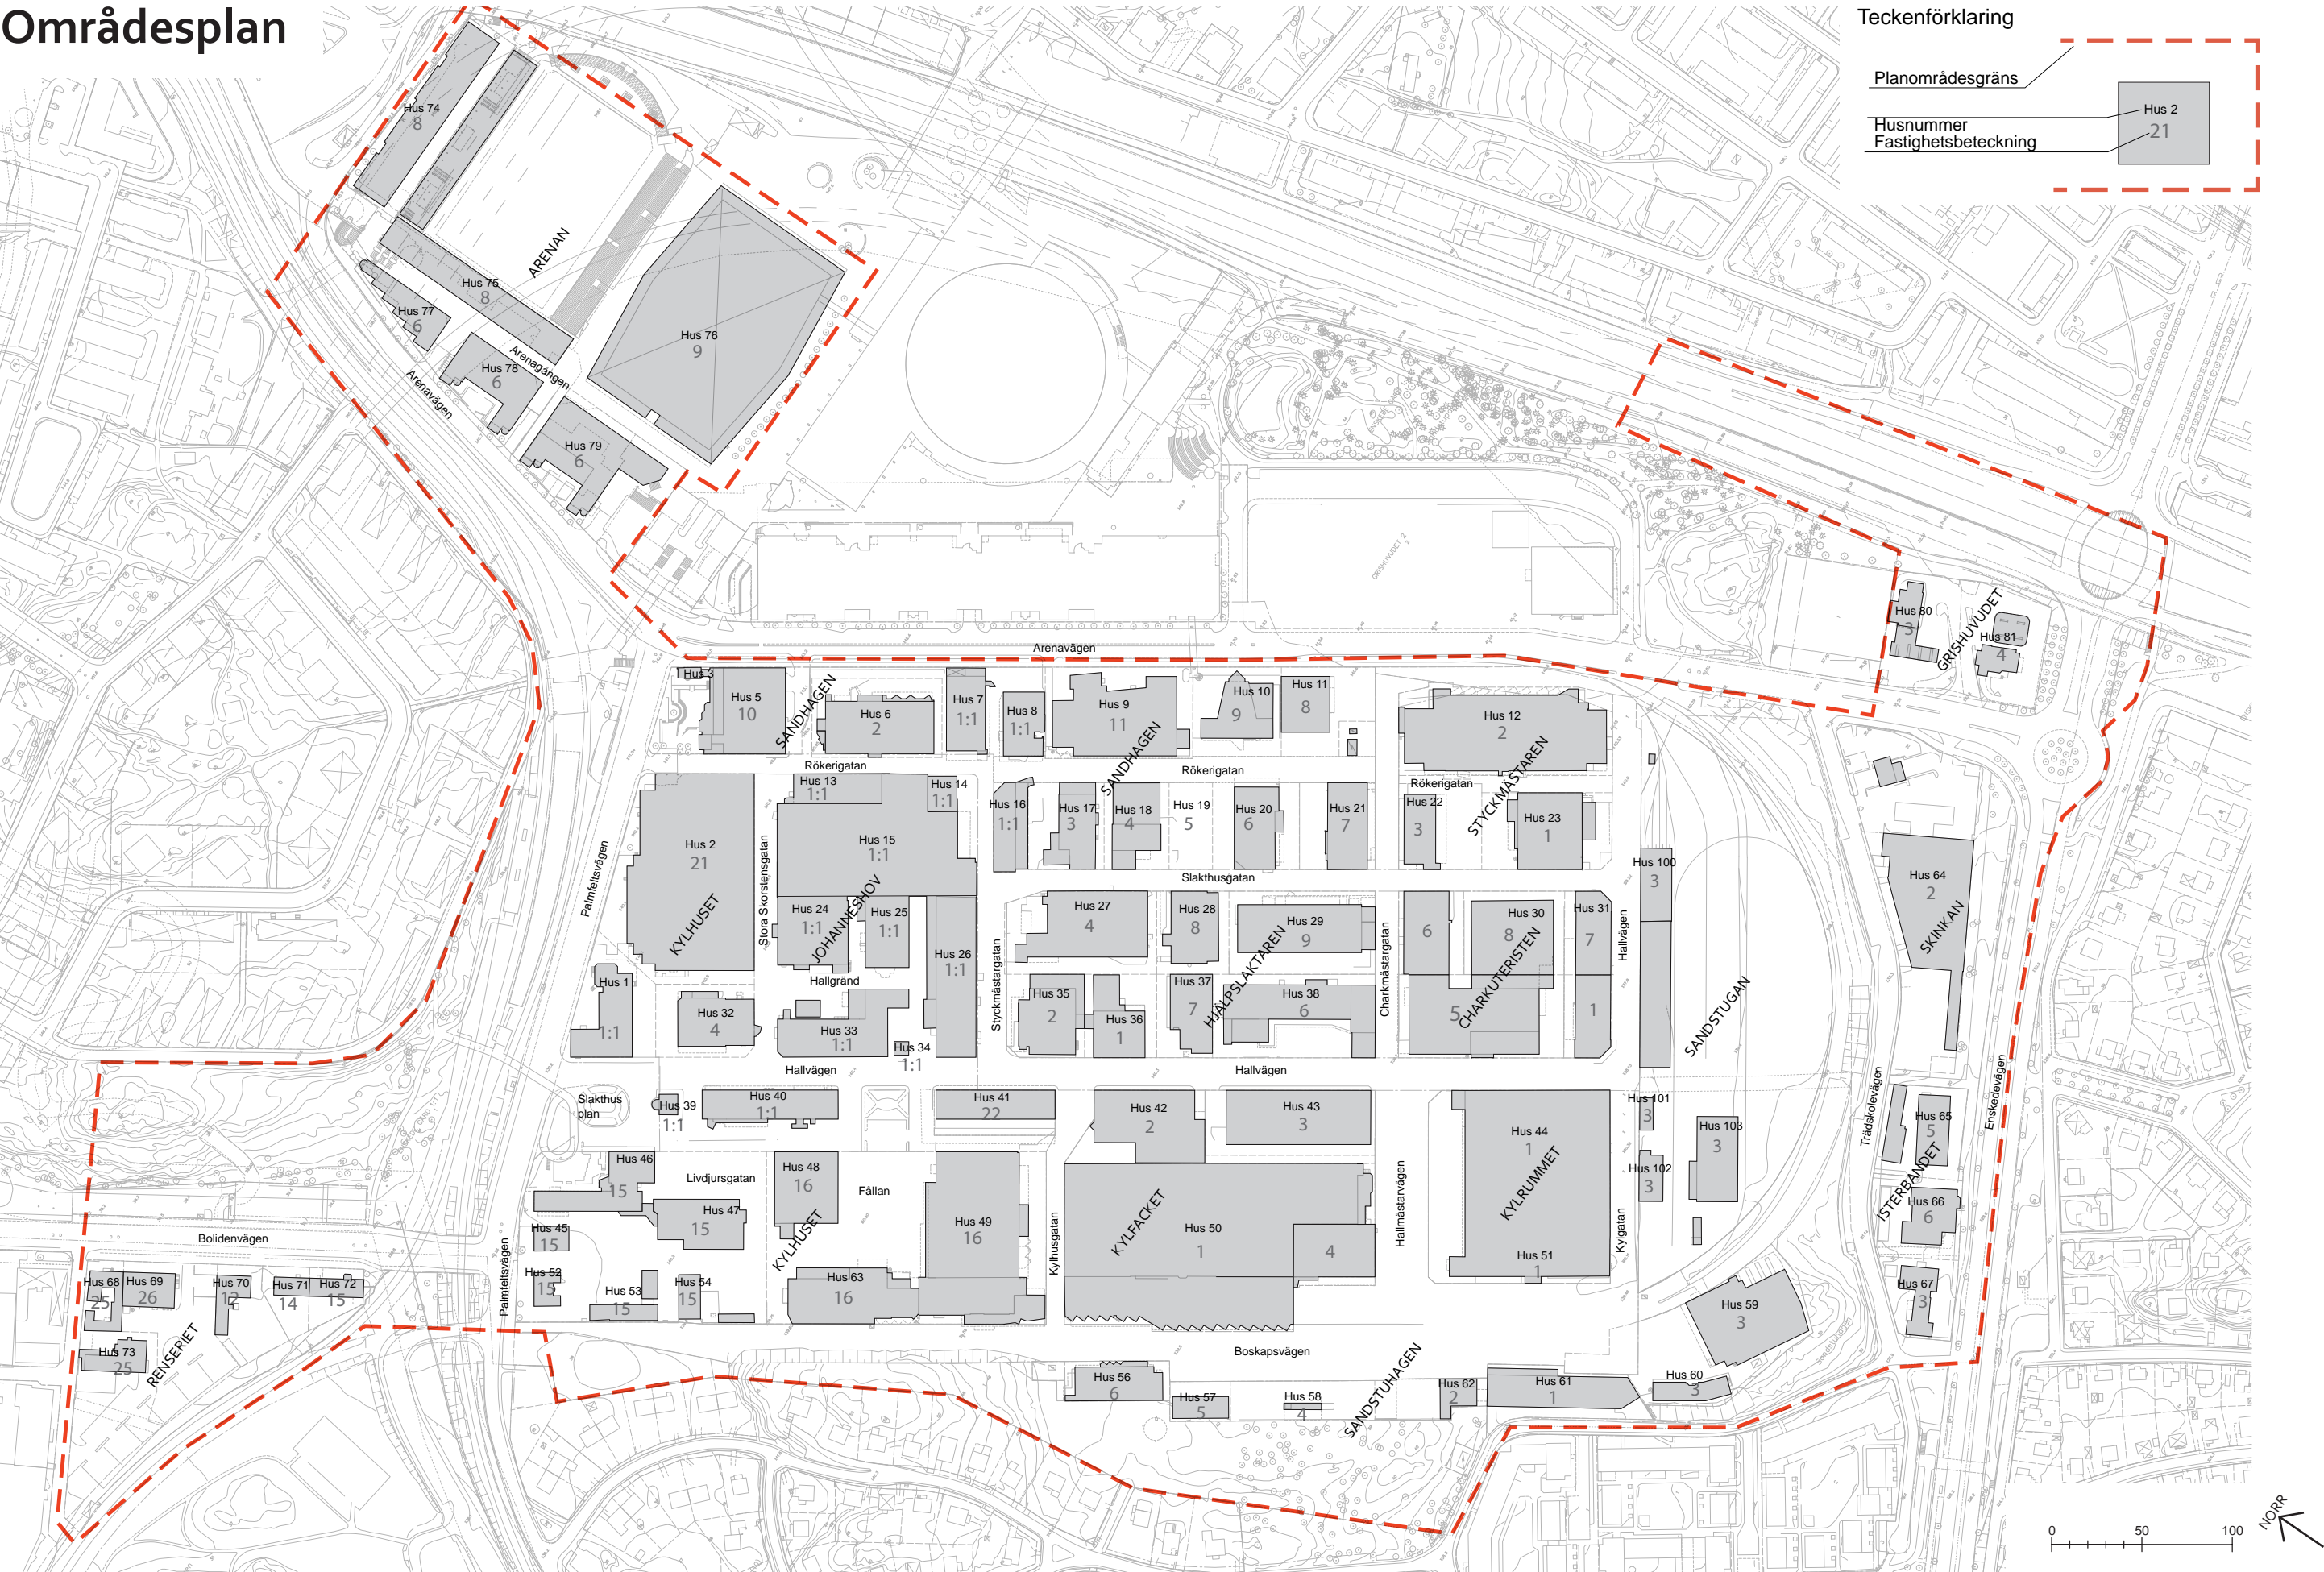 Områdesplan
Teckenförklaring
Planområdesgräns
Husnummer
Fastighetsbeteckning
Hus 2
21
Hus 74
8
ARENAN
Hus 75
8
Hus 77
6
Hus 76
9
Hus 78
6
Arenagången
Arenavägen
Hus 79
6
GRISHUVUDET 2
Hus 80
3
GRISHUVUDET
Hus 81
4
Arenavägen
Hus 3
Hus 5
10
SANDHAGEN
Hus 6
2
Hus 7
1:1
Hus 8
1:1
Hus 9
11
SANDHAGEN
Hus 10
9
Hus 11
8
Hus 12
2
STYCKMÄSTAREN
Rökerigatan
Rökerigatan
Rökerigatan
Hus 2
21
KYLHUSET
Palmfeltsvägen
Stora Skorstensgatan
Hus 13
1:1
Hus 14
1:1
Hus 15
1:1
JOHANNESHOV
Hus 16
1:1
Hus 17
3
Hus 18
4
Hus 19
5
Hus 20
6
Hus 21
7
Hus 22
3
Hus 23
1
Hus 100
3
Hus 64
2
SKINKAN
Slakthusgatan
Hus 24
1:1
Hus 25
1:1
Hus 26
1:1
Hus 27
4
Hus 28
8
Hus 29
9
6
Hus 30
8
Hus 31
7
Hallvägen
Styckmästargatan
Charkmästargatan
HJÄLPSLAKTAREN
CHARKUTERISTEN
SANDSTUGAN
Hallgränd
Hus 1
1:1
Hus 32
4
Hus 33
1:1
Hus 34
1:1
Hus 35
2
Hus 36
1
Hus 37
7
Hus 38
6
5
1
Hallvägen
Hallvägen
Slakthus
plan
Hus 39
1:1
Hus 40
1:1
Hus 41
22
Hus 42
2
Hus 43
3
Hus 44
1
KYLRUMMET
Hus 101
3
Hus 103
3
Hus 102
3
Trädskolevägen
Enskedevägen
Hus 65
5
ISTERBANDET
Hus 66
6
Hus 67
3
Hus 46
15
Livdjursgatan
Hus 47
15
Hus 48
16
Fållan
KYLHUSET
Hus 49
16
Kylhusgatan
KYLFACKET
Hus 50
1
4
Hallmästarvägen
Hus 51
1
Kylgatan
Hus 45
15
Bolidenvägen
Palmfeltsvägen
Hus 68
25
Hus 69
26
Hus 70
12
Hus 71
14
Hus 72
15
Hus 73
25
RENSERIET
Hus 52
15
Hus 53
15
Hus 54
15
Hus 63
16
Hus 59
3
Boskapsvägen
Hus 56
6
Hus 57
5
Hus 58
4
SANDSTUHAGEN
Hus 62
2
Hus 61
1
Hus 60
3
0 50 100
NORR